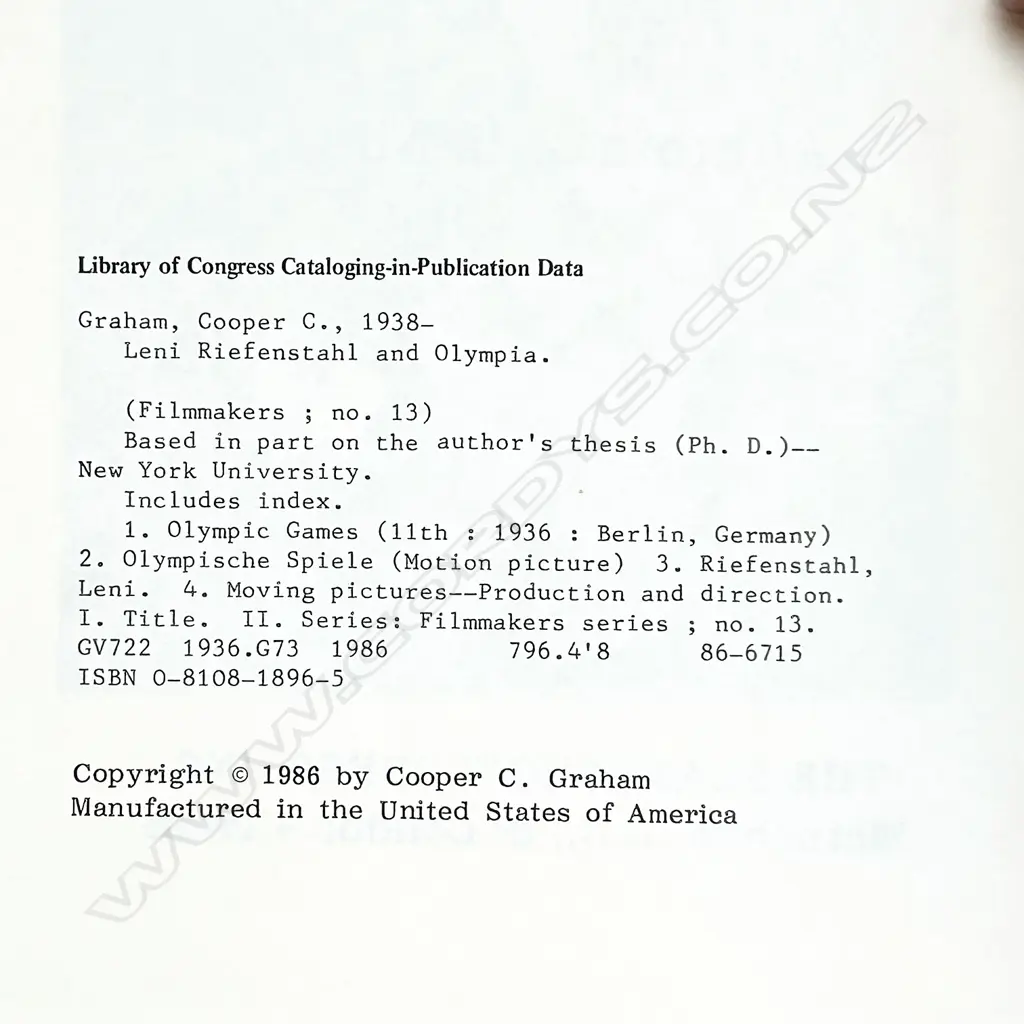 Library of Congress Cataloging-in-Publication Data
Graham, Cooper C., 1938–
Leni Riefenstahl and Olympia.
(Filmmakers ; no. 13)
Based in part on the author's thesis (Ph. D.)--
New York University.
Includes index.
1. Olympic Games (11th : 1936 : Berlin, Germany)
2. Olympische Spiele (Motion picture)  3. Riefenstahl,
Leni.  4. Moving pictures--Production and direction.
I. Title.  II. Series: Filmmakers series ; no. 13.
GV722  1936.G73  1986  796.4'8  86-6715
ISBN 0-8108-1896-5
Copyright © 1986 by Cooper C. Graham
Manufactured in the United States of America
WWW.CORDYS.CO.NZ